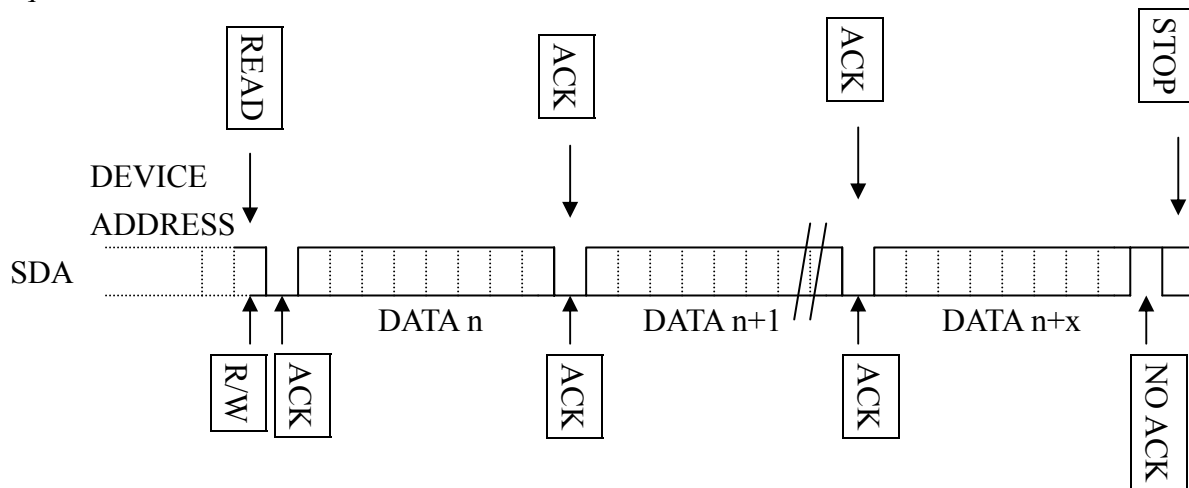 READ
ACK
ACK
STOP
DEVICE
ADDRESS
SDA
DATA n
DATA n+1
DATA n+x
R/W
ACK
ACK
ACK
NO ACK